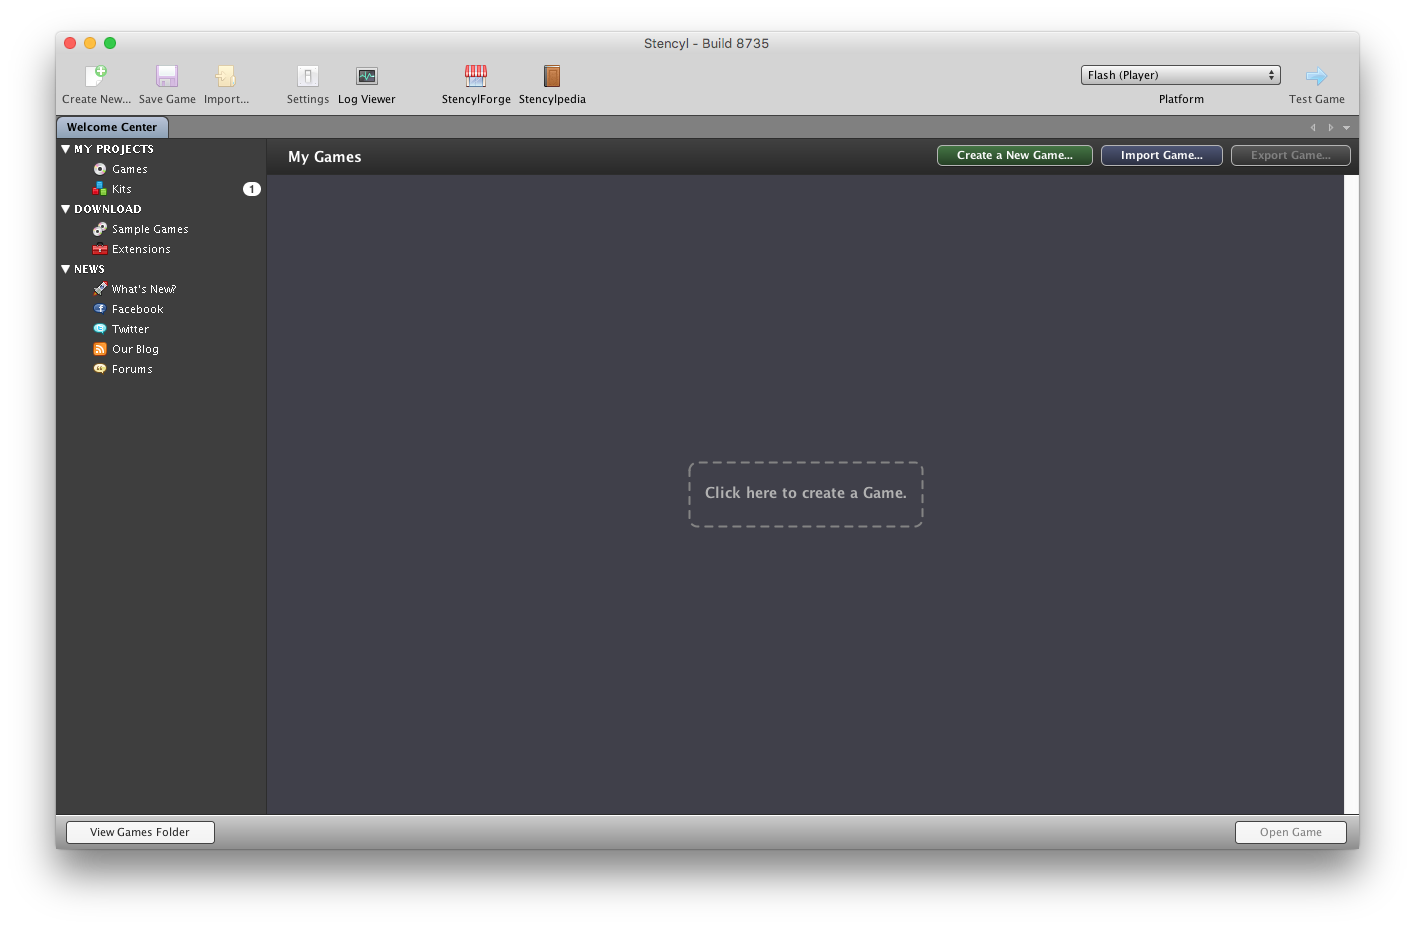 Stencyl - Build 8735
Create New... Save Game Import... Settings Log Viewer StencylForge Stencylpedia Flash (Player) Platform Test Game
Welcome Center
MY PROJECTS
Games
Kits 1
DOWNLOAD
Sample Games
Extensions
NEWS
What's New?
Facebook
Twitter
Our Blog
Forums
My Games Create a New Game... Import Game... Export Game...
Click here to create a Game.
View Games Folder Open Game